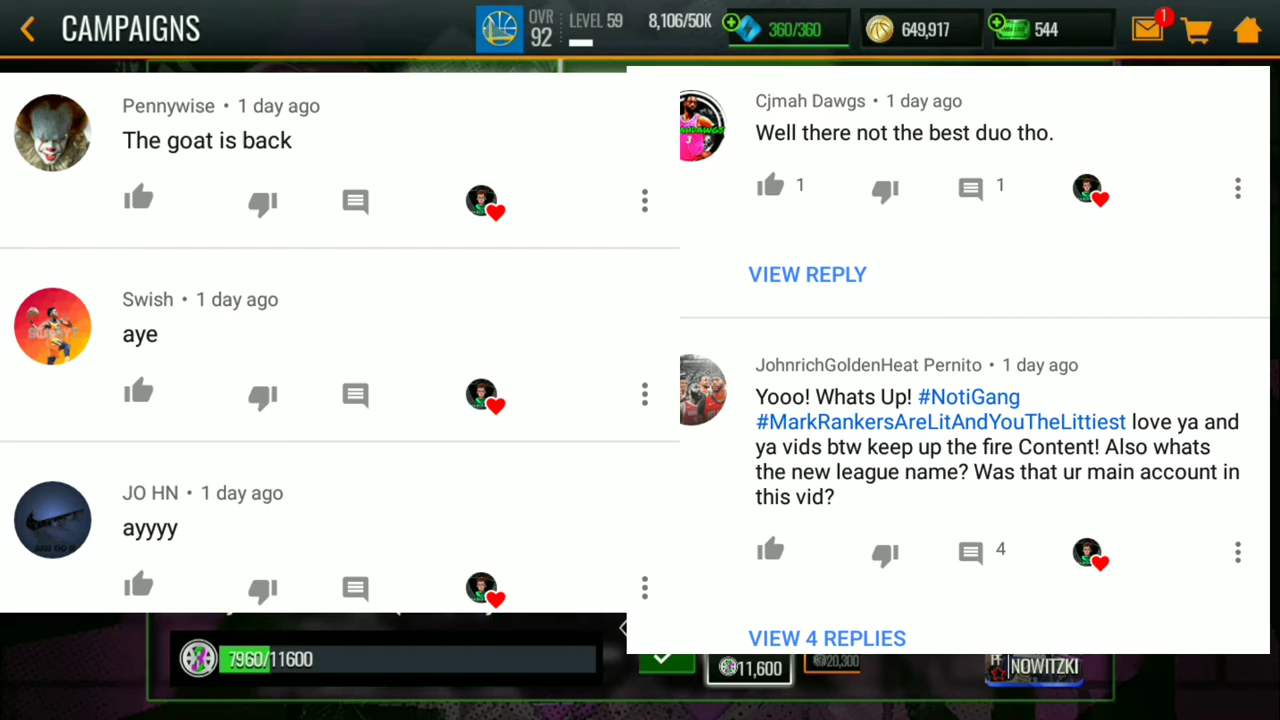 CAMPAIGNS
OVR
92
LEVEL 59
8,106/50K
360/360
649,917
544
1
Pennywise • 1 day ago
The goat is back
Swish • 1 day ago
aye
JO HN • 1 day ago
ayyyy
Cjmah Dawgs • 1 day ago
Well there not the best duo tho.
1
1
VIEW REPLY
JohnrichGoldenHeat Pernito • 1 day ago
Yooo! Whats Up! #NotiGang
#MarkRankersAreLitAndYouTheLittiest love ya and
ya vids btw keep up the fire Content! Also whats
the new league name? Was that ur main account in
this vid?
4
VIEW 4 REPLIES
7960/11600
11,600
20,300
PF
NOWITZKI